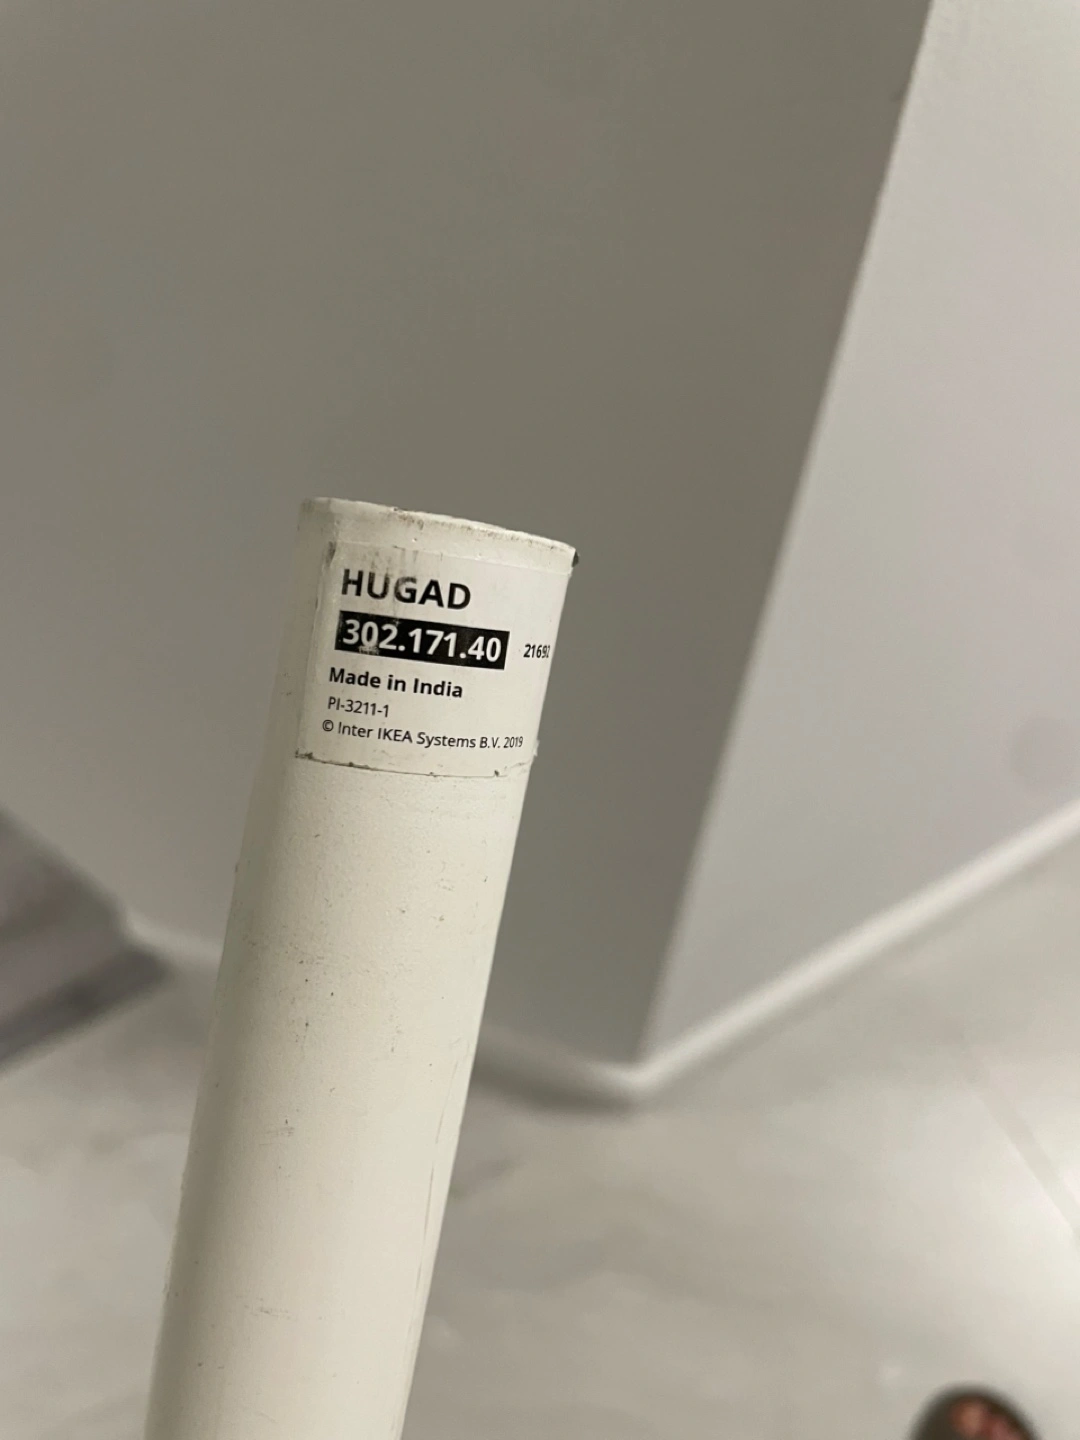 HUGAD
302.171.40 21692
Made in India
PI-3211-1
© Inter IKEA Systems B.V. 2019